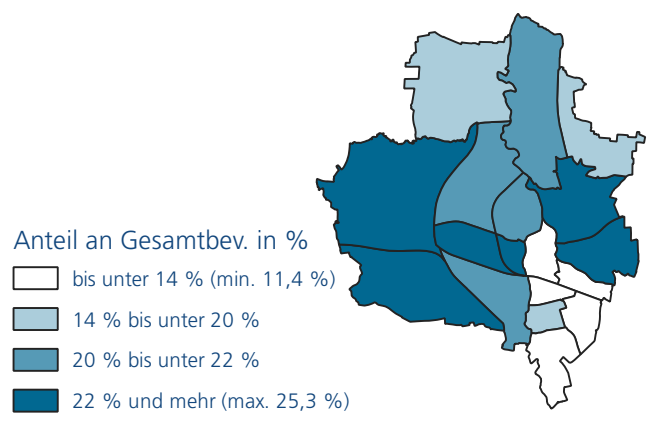 Anteil an Gesamtbev. in %
bis unter 14 % (min. 11,4 %)
14 % bis unter 20 %
20 % bis unter 22 %
22 % und mehr (max. 25,3 %)